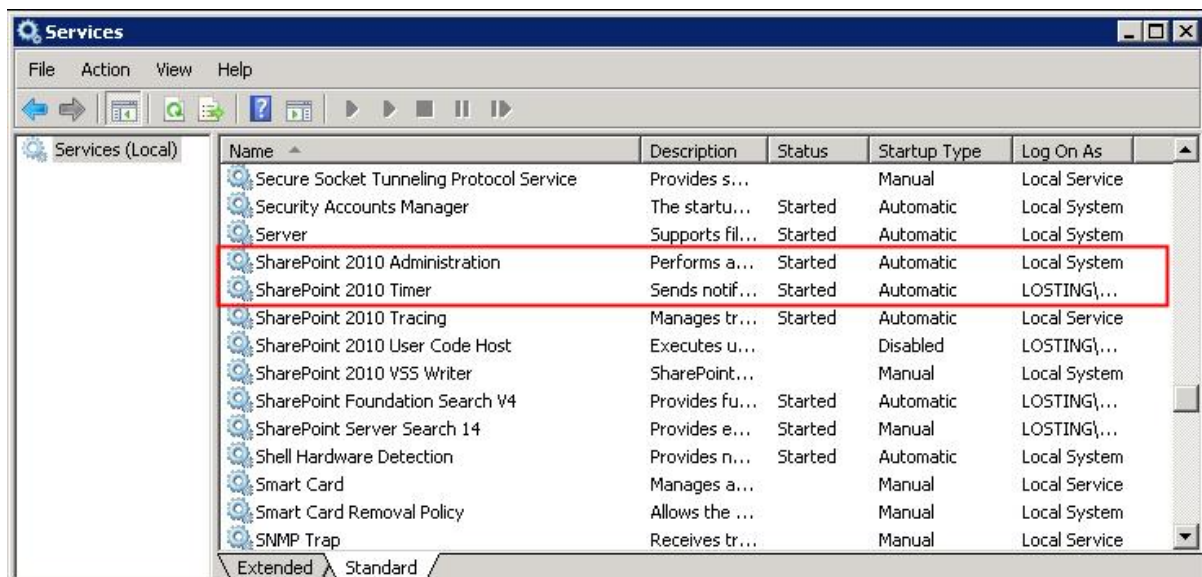 Services
File Action View Help
Services (Local)
Name Description Status Startup Type Log On As
Secure Socket Tunneling Protocol Service Provides s... Manual Local Service
Security Accounts Manager The startu... Started Automatic Local System
Server Supports fil... Started Automatic Local System
SharePoint 2010 Administration Performs a... Started Automatic Local System
SharePoint 2010 Timer Sends notif... Started Automatic LOSTING\...
SharePoint 2010 Tracing Manages tr... Started Automatic Local Service
SharePoint 2010 User Code Host Executes u... Disabled LOSTING\...
SharePoint 2010 VSS Writer SharePoint... Manual Local System
SharePoint Foundation Search V4 Provides fu... Started Automatic LOSTING\...
SharePoint Server Search 14 Provides e... Started Manual LOSTING\...
Shell Hardware Detection Provides n... Started Automatic Local System
Smart Card Manages a... Manual Local Service
Smart Card Removal Policy Allows the ... Manual Local System
SNMP Trap Receives tr... Manual Local Service
Extended Standard